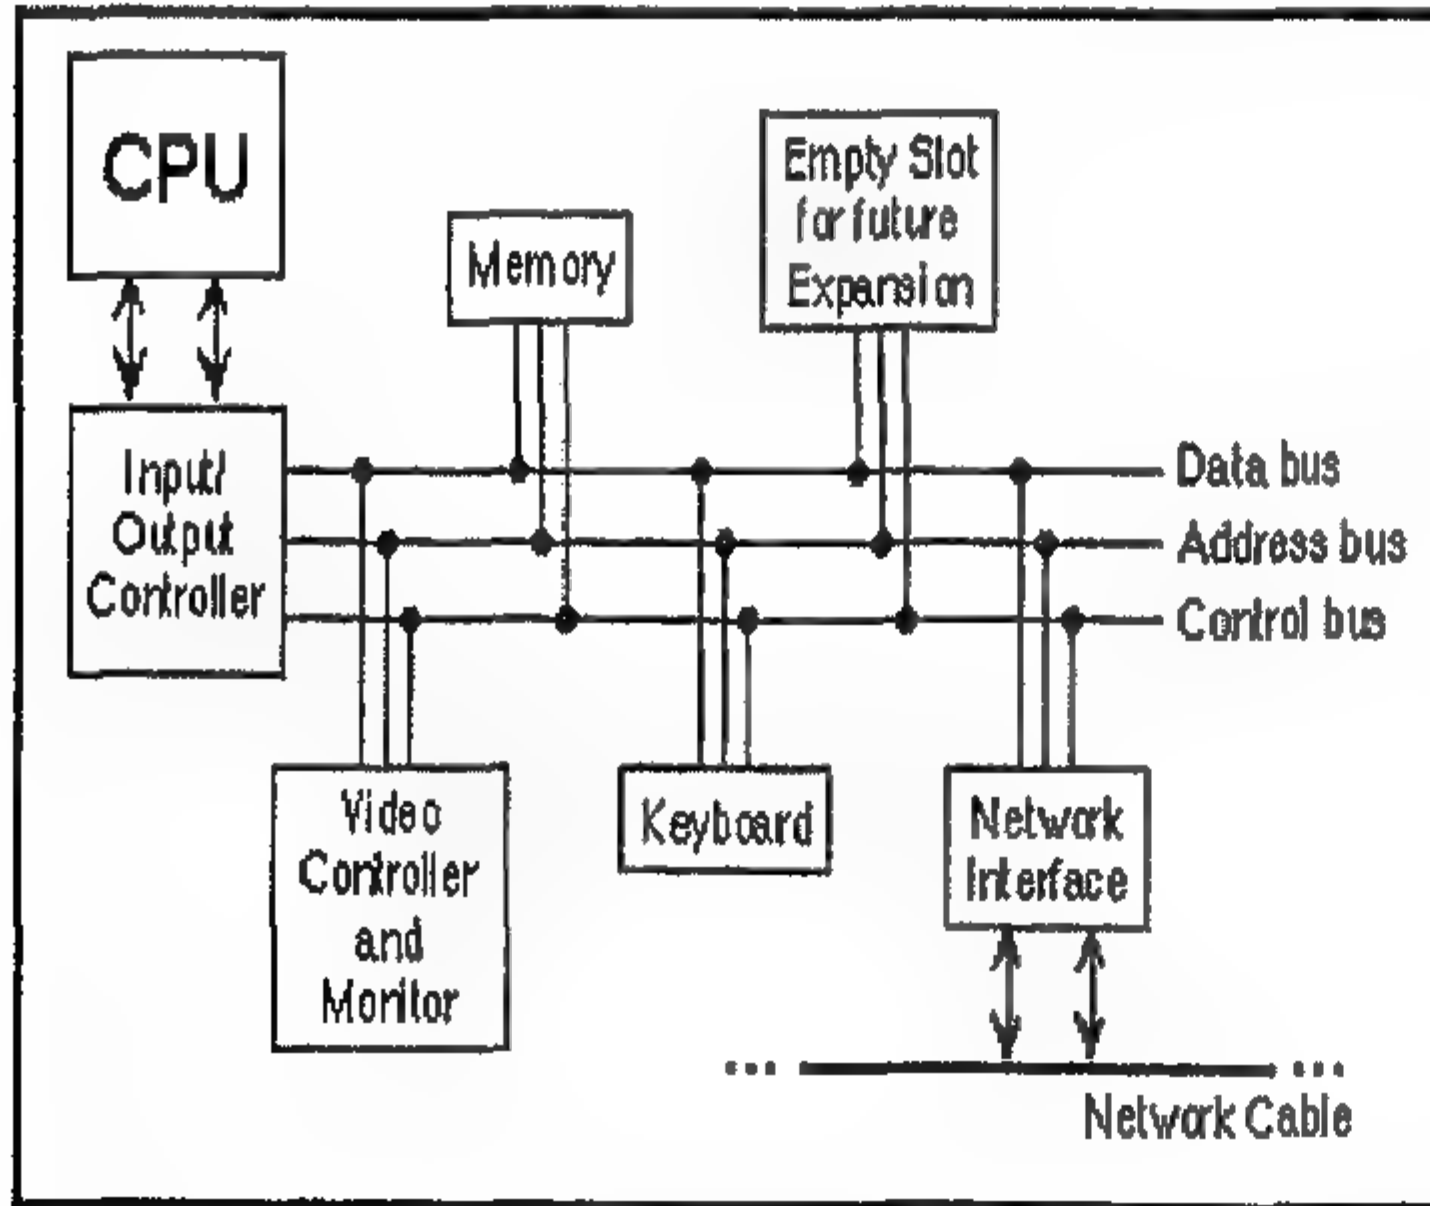 CPU
Memory
Empty Slot
for future
Expansion
Input/
Output
Controller
Data bus
Address bus
Control bus
Video
Controller
and
Monitor
Keyboard
Network
Interface
Network Cable